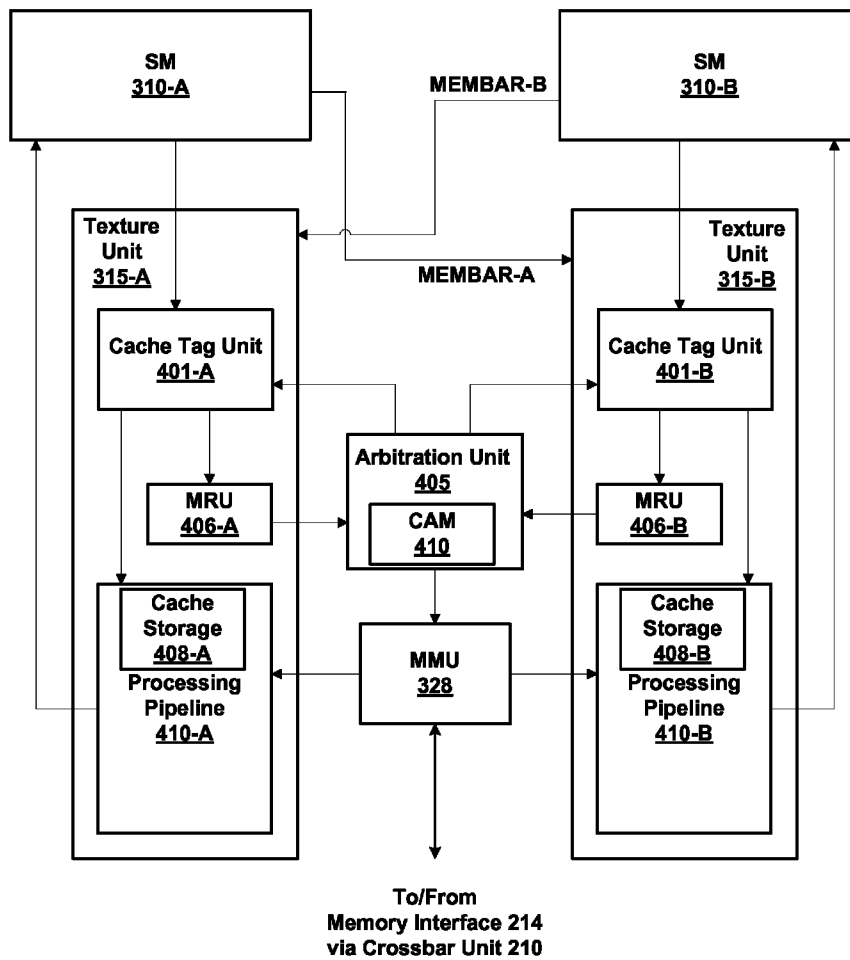 SM
310-A
MEMBAR-B
SM
310-B
Texture
Unit
315-A
MEMBAR-A
Texture
Unit
315-B
Cache Tag Unit
401-A
Cache Tag Unit
401-B
Arbitration Unit
405
CAM
410
MRU
406-A
MRU
406-B
Cache
Storage
408-A
Processing
Pipeline
410-A
MMU
328
Cache
Storage
408-B
Processing
Pipeline
410-B
To/From
Memory Interface 214
via Crossbar Unit 210